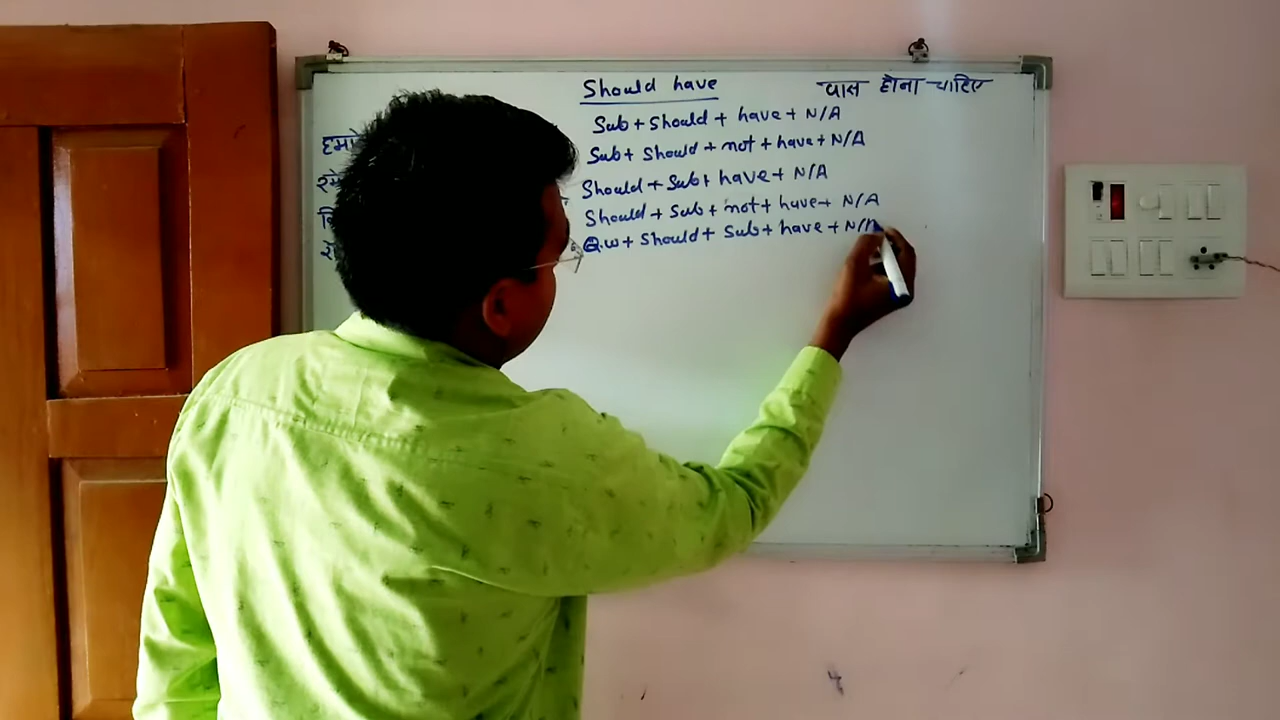 Should have
पास होना चाहिए
Sub + Should + have + N/A
Sub + Should + not + have + N/A
Should + Sub + have + N/A
Should + Sub + not + have + N/A
Q.w + Should + Sub + have + N/A